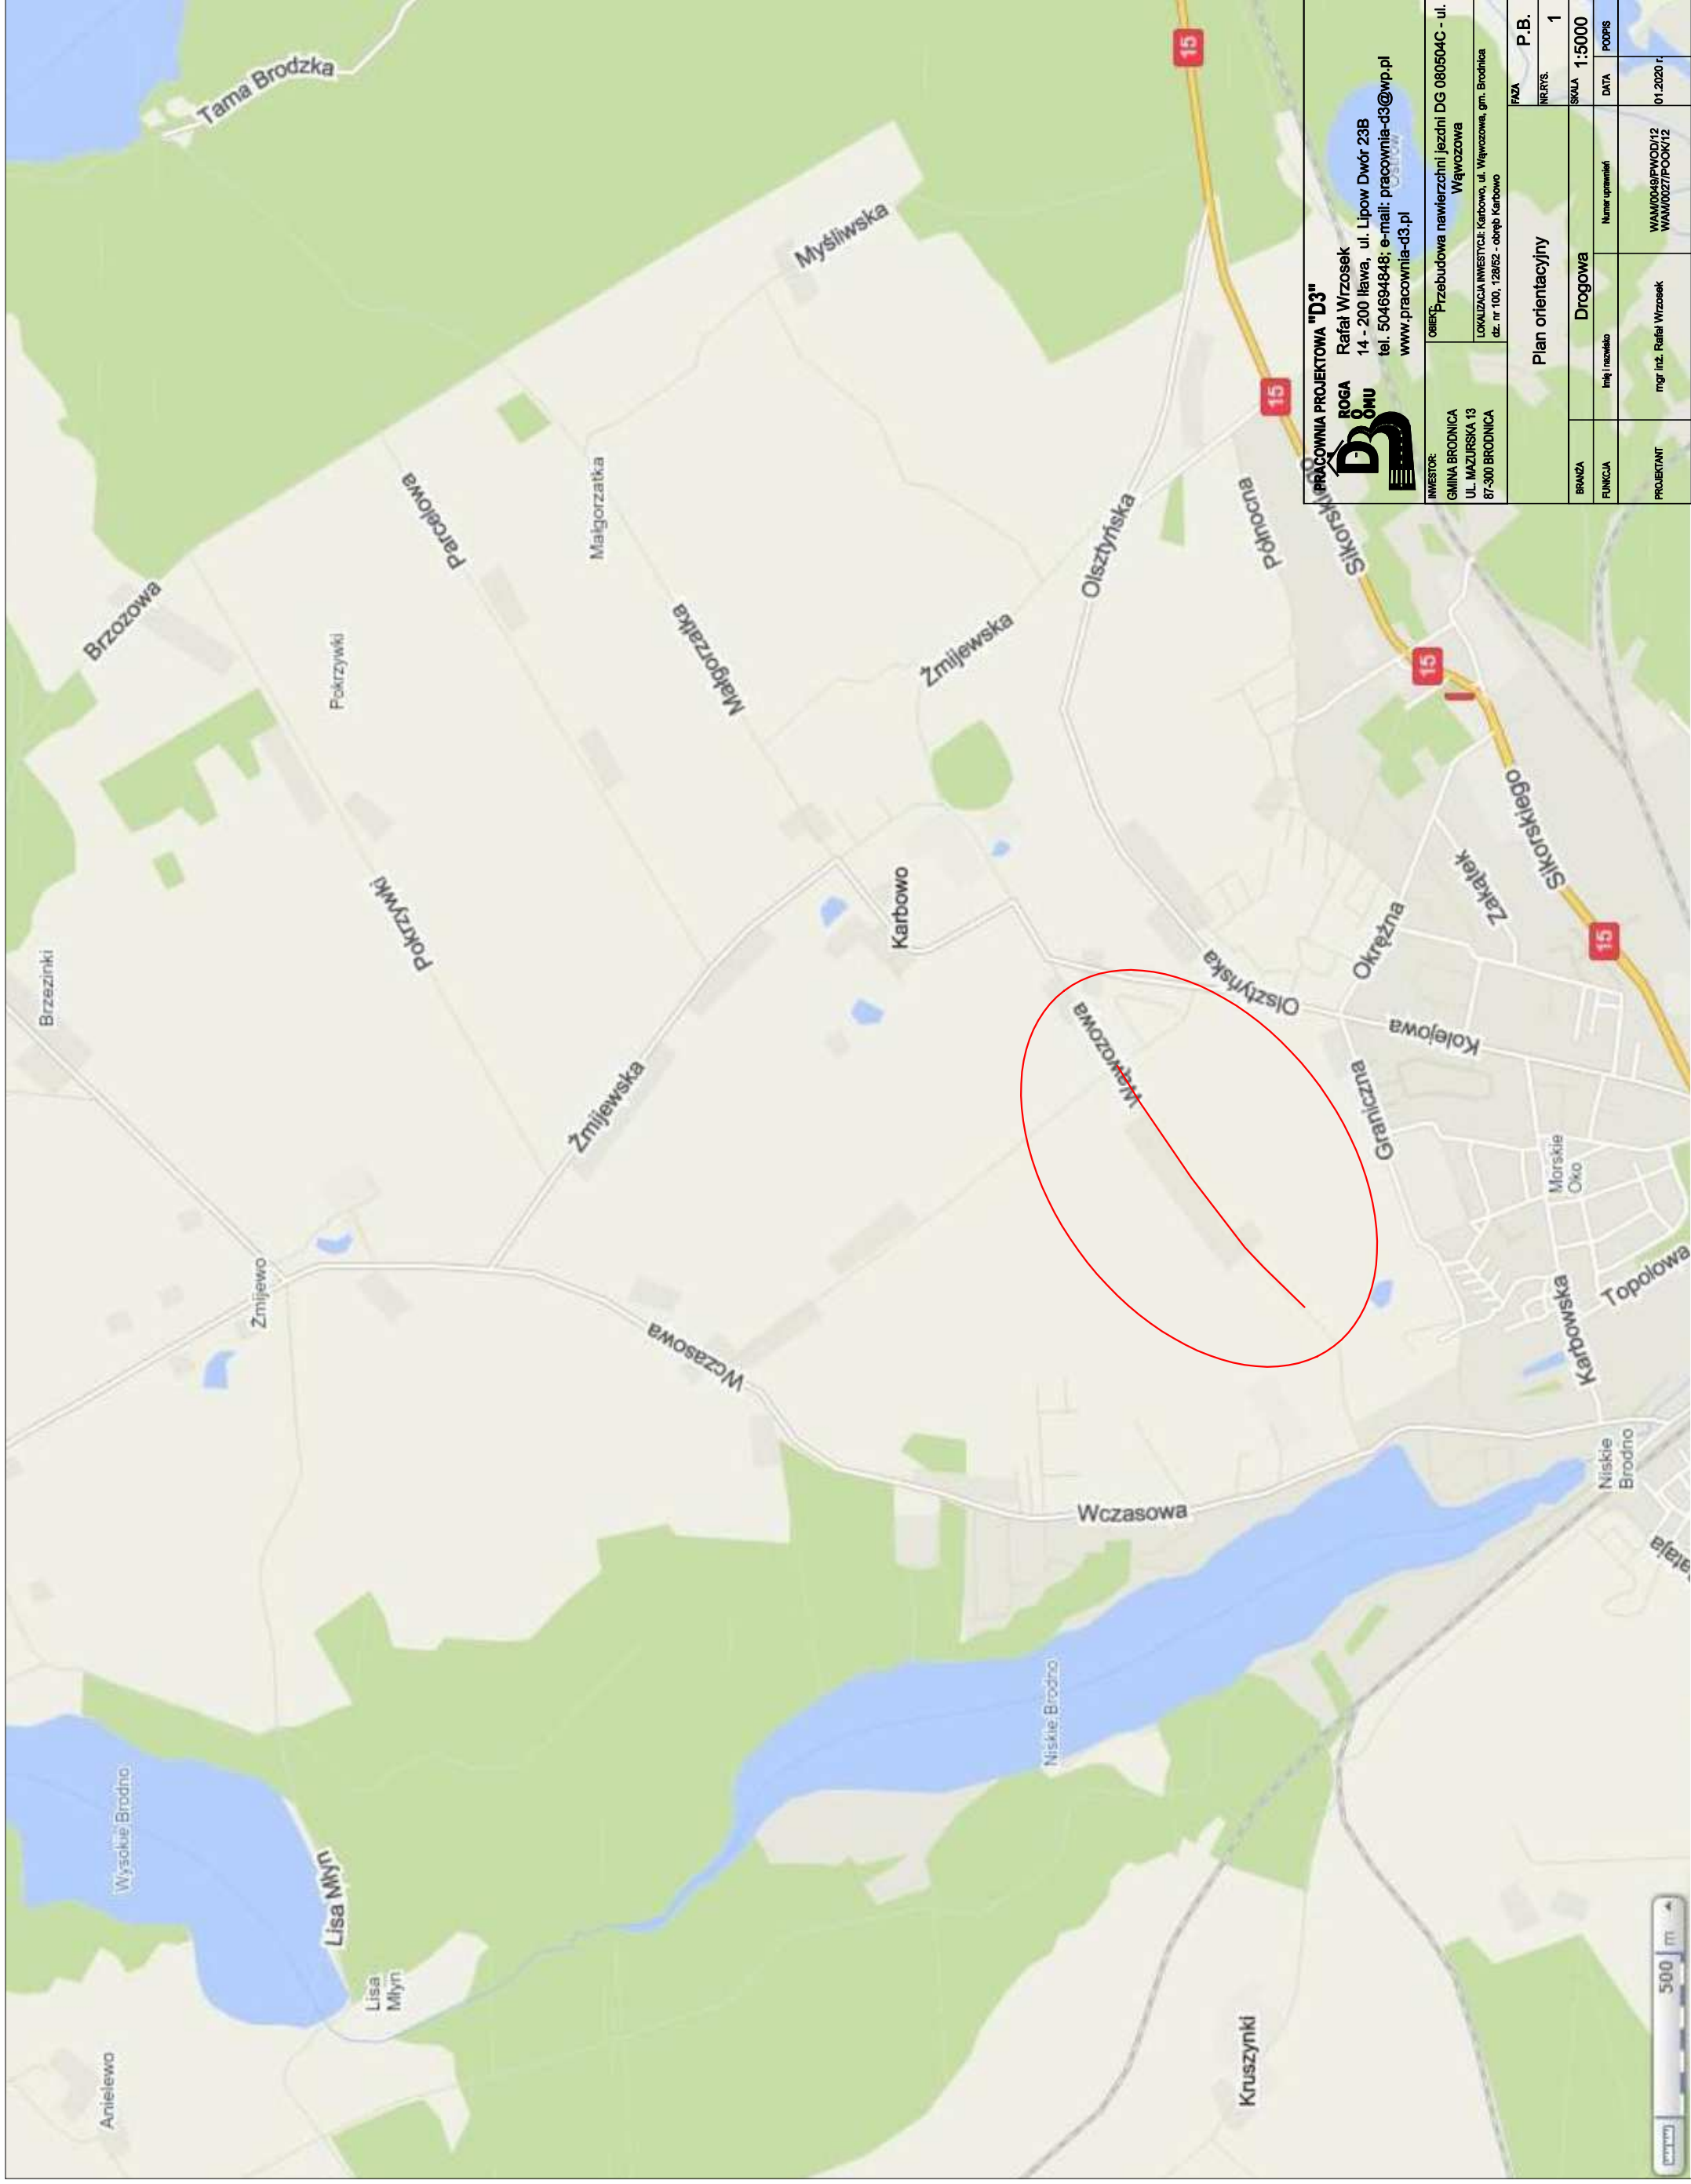 Anielewo
Wysokie Brodno
Lisa Młyn
Lisa
Młyn
Kruszynki
Niskie Brodno
Niskie
Brodno
Wczasowa
Wczasowa
Żmijewo
Brzezinki
Żmijewska
Pokrzywki
Pokrzywki
Brzozowa
Parcelowa
Małgorzatka
Małgorzatka
Tama Brodzka
Myśliwska
Żmijewska
Karbowo
Wąwozowa
Olsztyńska
Olsztyńska
Północna
Sikorskiego
Sikorskiego
15
15
15
15
Okrężna
Zakątek
Kolejowa
Graniczna
Morskie
Oko
Karbowska
Topolowa
500 m
PRACOWNIA PROJEKTOWA "D3"
D3 ROGA
O
OMU
Rafał Wrzosek
14 - 200 Iława, ul. Lipow Dwór 23B
tel. 504694848; e-mail: pracownia-d3@wp.pl
www.pracownia-d3.pl
INWESTOR:
GMINA BRODNICA
UL. MAZURSKA 13
87-300 BRODNICA
OBIEKT:
Przebudowa nawierzchni jezdni DG 080504C - ul.
Wąwozowa
LOKALIZACJA INWESTYCJI: Karbowo, ul. Wąwozowa, gm. Brodnica
dz. nr 100, 128/52 - obręb Karbowo
Plan orientacyjny
FAZA
P.B.
NR.RYS.
1
BRANŻA
Drogowa
SKALA 1:5000
FUNKCJA
Imię i nazwisko
Numer uprawnień
DATA
PODPIS
PROJEKTANT
mgr inż. Rafał Wrzosek
WAM/0049/PWOD/12
WAM/0027/POOK/12
01.2020 r.